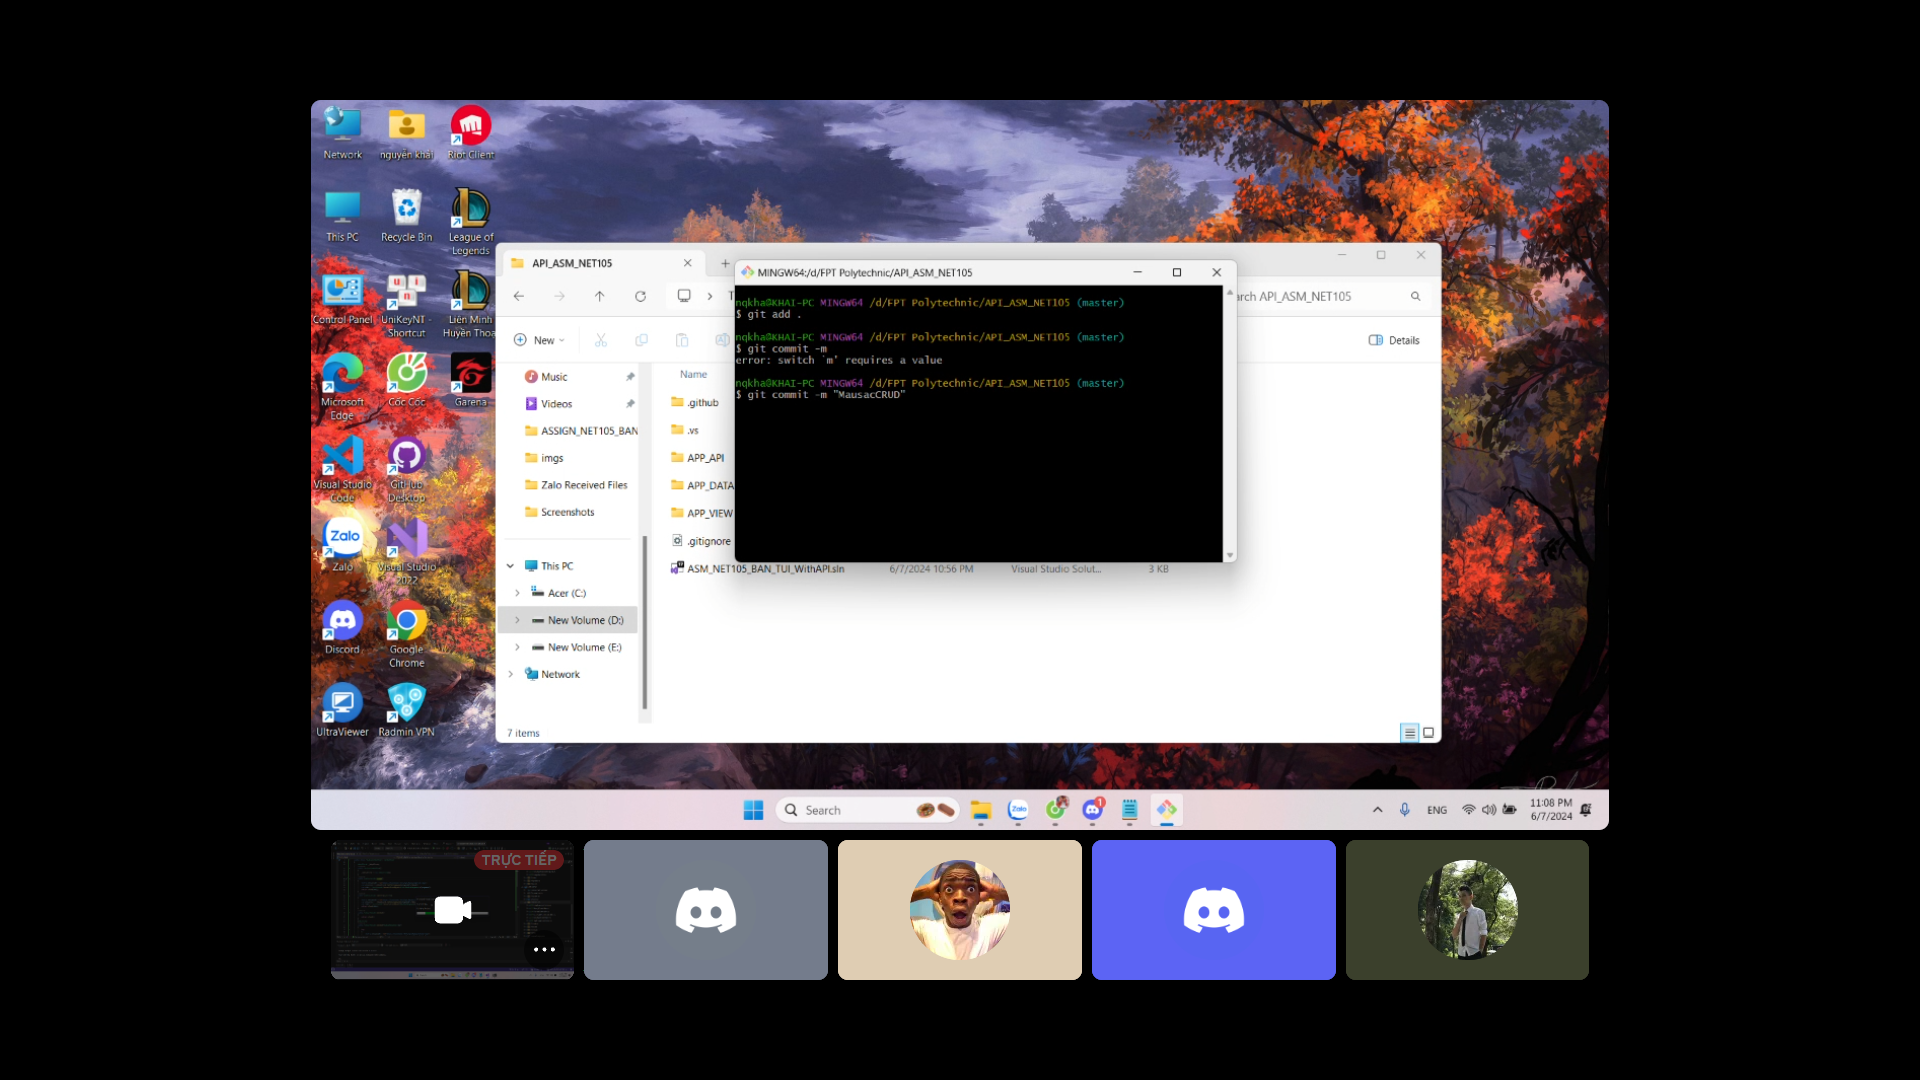 Network
nguyễn khải
Riot Client
This PC
Recycle Bin
League of
Legends
Control Panel
UniKeyNT -
Shortcut
Liên Minh
Huyền Thoại
Microsoft
Edge
Cốc Cốc
Garena
Visual Studio
Code
GitHub
Desktop
Zalo
Zalo
Visual Studio
2022
Discord
Google
Chrome
UltraViewer
Radmin VPN
API_ASM_NET105
API_ASM_NET105
New
Details
Music
Videos
ASSIGN_NET105_BAN
imgs
Zalo Received Files
Screenshots
This PC
Acer (C:)
New Volume (D:)
New Volume (E:)
Network
7 items
Name
.github
.vs
APP_API
APP_DATA
APP_VIEW
.gitignore
ASM_NET105_BAN_TUI_WithAPI.sln 6/7/2024 10:56 PM Visual Studio Solut... 3 KB
MINGW64:/d/FPT Polytechnic/API_ASM_NET105
nqkha@KHAI-PC MINGW64 /d/FPT Polytechnic/API_ASM_NET105 (master)
$ git add .
nqkha@KHAI-PC MINGW64 /d/FPT Polytechnic/API_ASM_NET105 (master)
$ git commit -m
error: switch `m' requires a value
nqkha@KHAI-PC MINGW64 /d/FPT Polytechnic/API_ASM_NET105 (master)
$ git commit -m "MausacCRUD"
Search
Zalo
1
ENG
11:08 PM
6/7/2024
TRỰC TIẾP